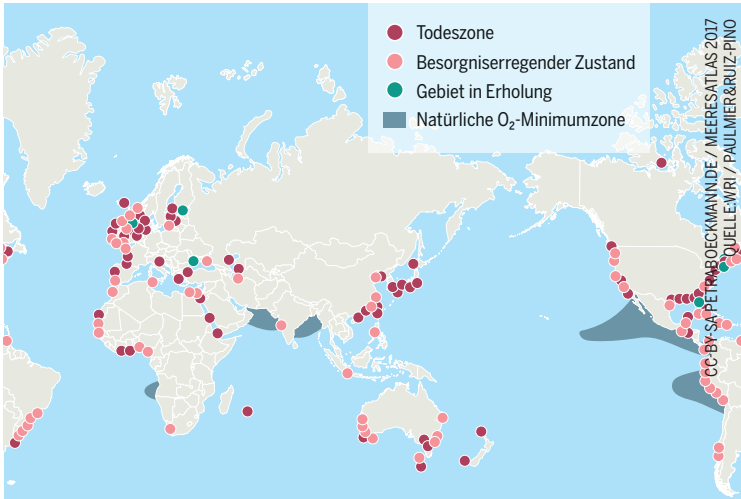 Todeszone
Besorgniserregender Zustand
Gebiet in Erholung
Natürliche O₂-Minimumzone
CC-BY-SA PETRABOECKMANN.DE / MEERESATLAS 2017
QUELLE:WRI / PAULMIER&RUIZ-PINO